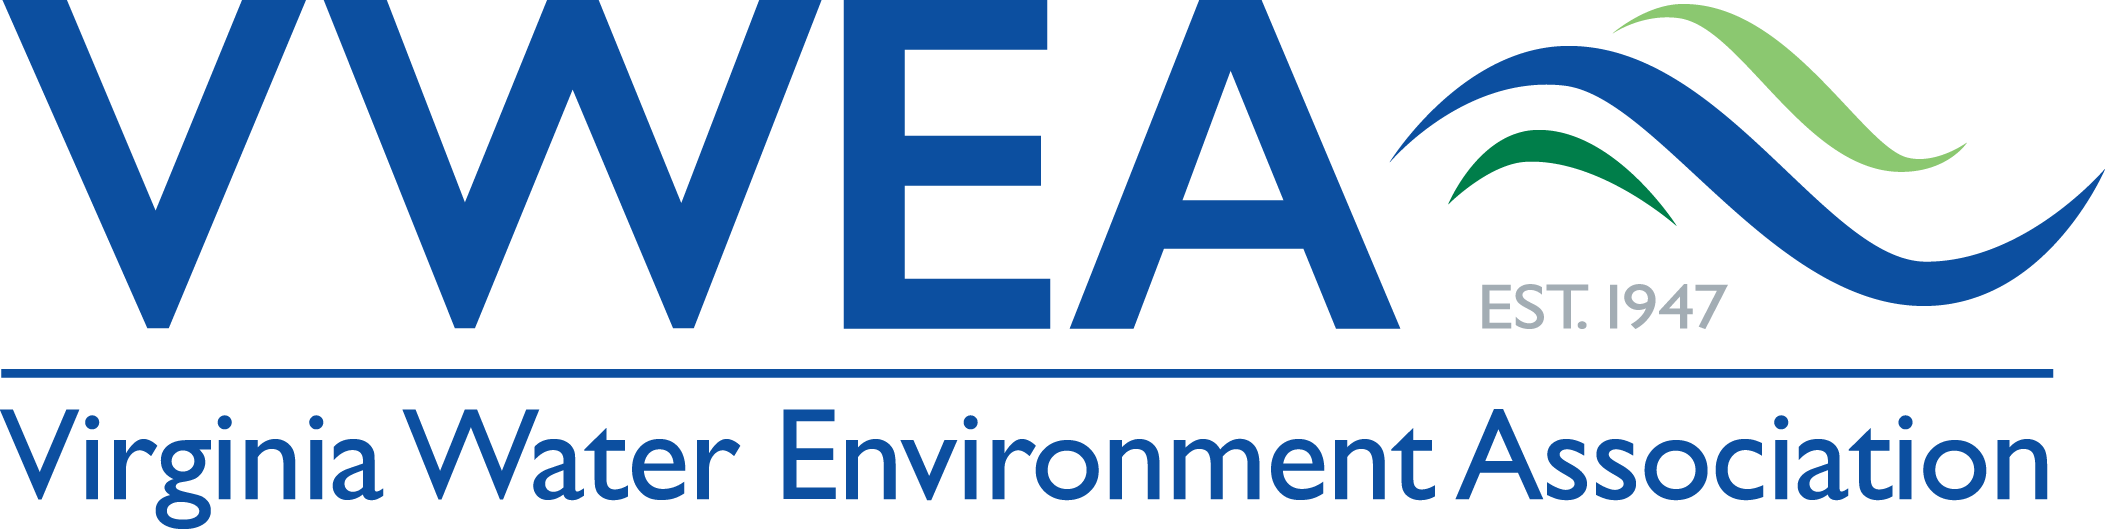 VWEA
EST. 1947
Virginia Water Environment Association